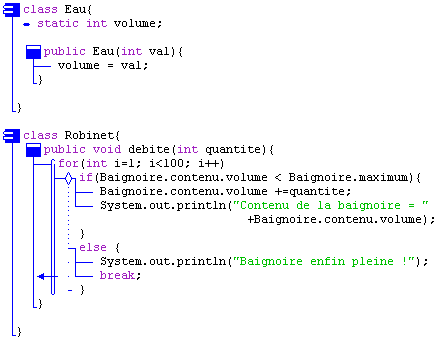 class Eau{
static int volume;
public Eau(int val){
volume = val;
}
}
class Robinet{
public void debite(int quantite){
for(int i=1; i<100; i++)
if(Baignoire.contenu.volume < Baignoire.maximum){
Baignoire.contenu.volume +=quantite;
System.out.println("Contenu de la baignoire = "
+Baignoire.contenu.volume);
}
else {
System.out.println("Baignoire enfin pleine !");
break;
}
}
}